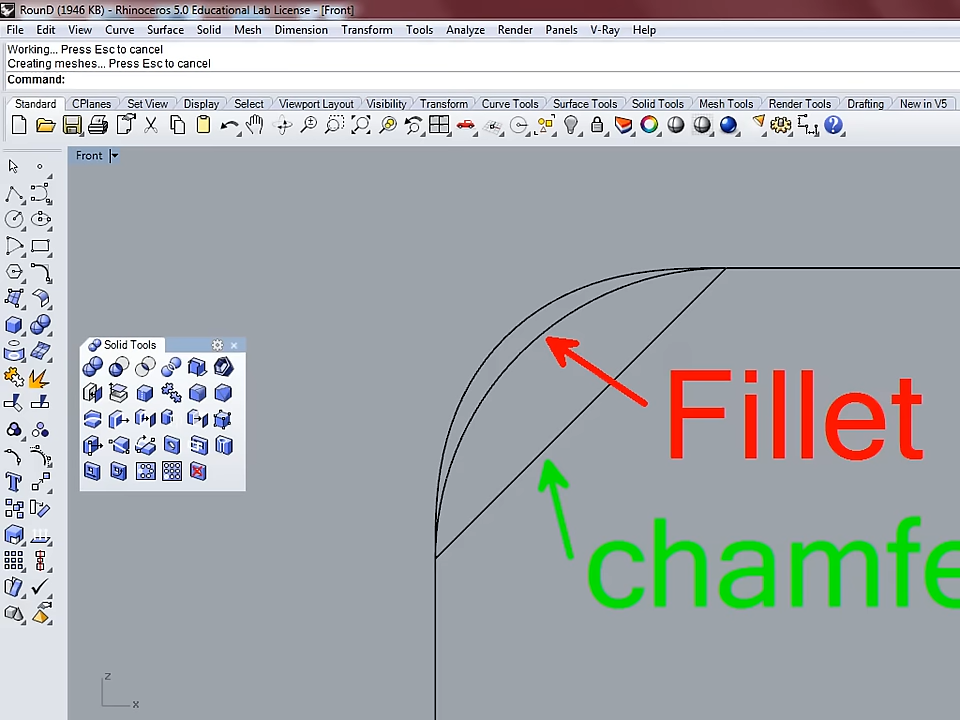 RounD (1946 KB) - Rhinoceros 5.0 Educational Lab License - [Front]
File Edit View Curve Surface Solid Mesh Dimension Transform Tools Analyze Render Panels V-Ray Help
Working... Press Esc to cancel
Creating meshes... Press Esc to cancel
Command:
Standard CPlanes Set View Display Select Viewport Layout Visibility Transform Curve Tools Surface Tools Solid Tools Mesh Tools Render Tools Drafting New in V5
Front
Solid Tools
Fillet
chamfe
z
x